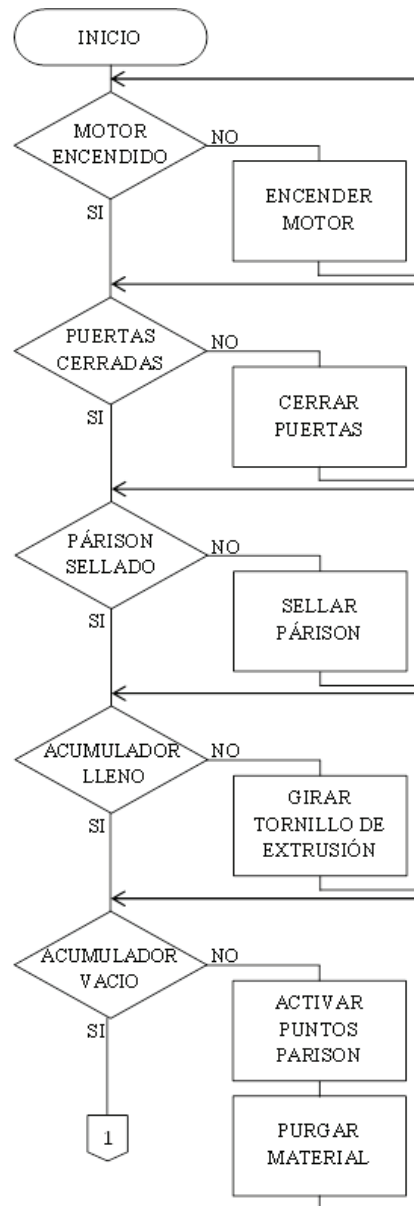 INICIO
MOTOR
ENCENDIDO
NO
SI
ENCENDER
MOTOR
PUERTAS
CERRADAS
NO
SI
CERRAR
PUERTAS
PÁRISON
SELLADO
NO
SI
SELLAR
PÁRISON
ACUMULADOR
LLENO
NO
SI
GIRAR
TORNILLO DE
EXTRUSIÓN
ACUMULADOR
VACIO
NO
SI
ACTIVAR
PUNTOS
PARISON
1
PURGAR
MATERIAL